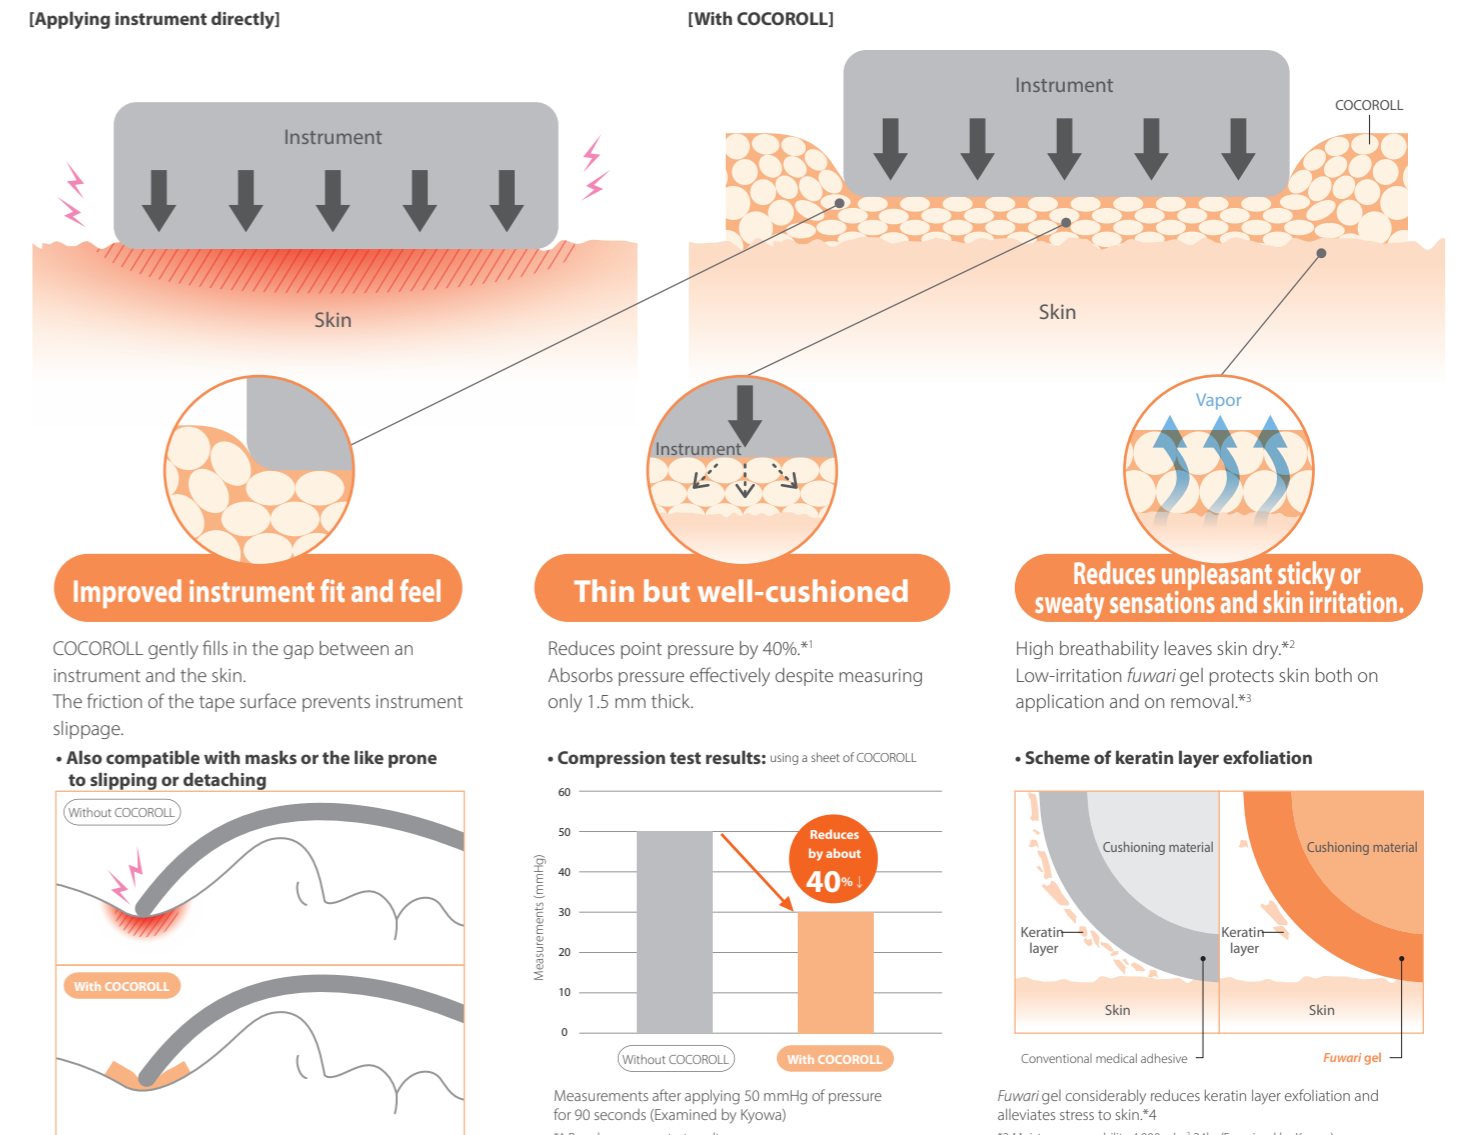 [Applying instrument directly]
[With COCOROLL]
Instrument
Skin
Instrument
COCOROLL
Skin
Instrument
Vapor
Improved instrument fit and feel
COCOROLL gently fills in the gap between an
instrument and the skin.
The friction of the tape surface prevents instrument
slippage.
• Also compatible with masks or the like prone
to slipping or detaching
Without COCOROLL
With COCOROLL
Thin but well-cushioned
Reduces point pressure by 40%.*1
Absorbs pressure effectively despite measuring
only 1.5 mm thick.
• Compression test results: using a sheet of COCOROLL
Measurements (mmHg)
60
50
40
30
20
10
0
Reduces
by about
40%↓
Without COCOROLL
With COCOROLL
Measurements after applying 50 mmHg of pressure
for 90 seconds (Examined by Kyowa)
Reduces unpleasant sticky or
sweaty sensations and skin irritation.
High breathability leaves skin dry.*2
Low-irritation fuwari gel protects skin both on
application and on removal.*3
• Scheme of keratin layer exfoliation
Cushioning material
Keratin
layer
Skin
Conventional medical adhesive
Cushioning material
Keratin
layer
Skin
Fuwari gel
Fuwari gel considerably reduces keratin layer exfoliation and
alleviates stress to skin.*4